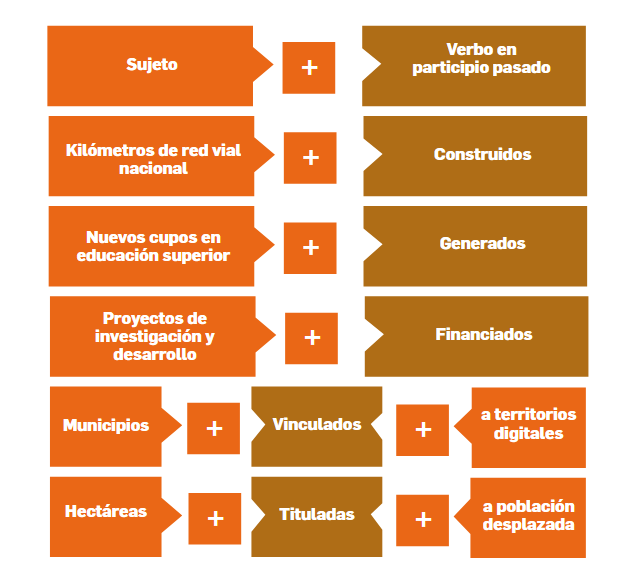 Sujeto
+
Verbo en
participio pasado
Kilómetros de red vial
nacional
+
Construidos
Nuevos cupos en
educación superior
+
Generados
Proyectos de
investigación y
desarrollo
+
Financiados
Municipios
+
Vinculados
+
a territorios
digitales
Hectáreas
+
Tituladas
+
a población
desplazada